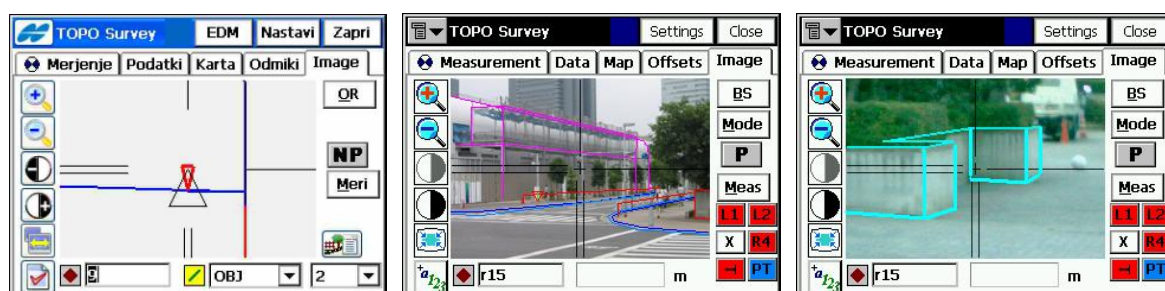 TOPO Survey EDM Nastavi Zapri
Merjenje Podatki Karta Odmiki Image
OR
NP
Meri
OBJ 2
TOPO Survey Settings Close
Measurement Data Map Offsets Image
BS
Mode
P
Meas
L1 L2
X R4
PT
+a123 r15 m
TOPO Survey Settings Close
Measurement Data Map Offsets Image
BS
Mode
P
Meas
L1 L2
X R4
PT
+a123 r15 m